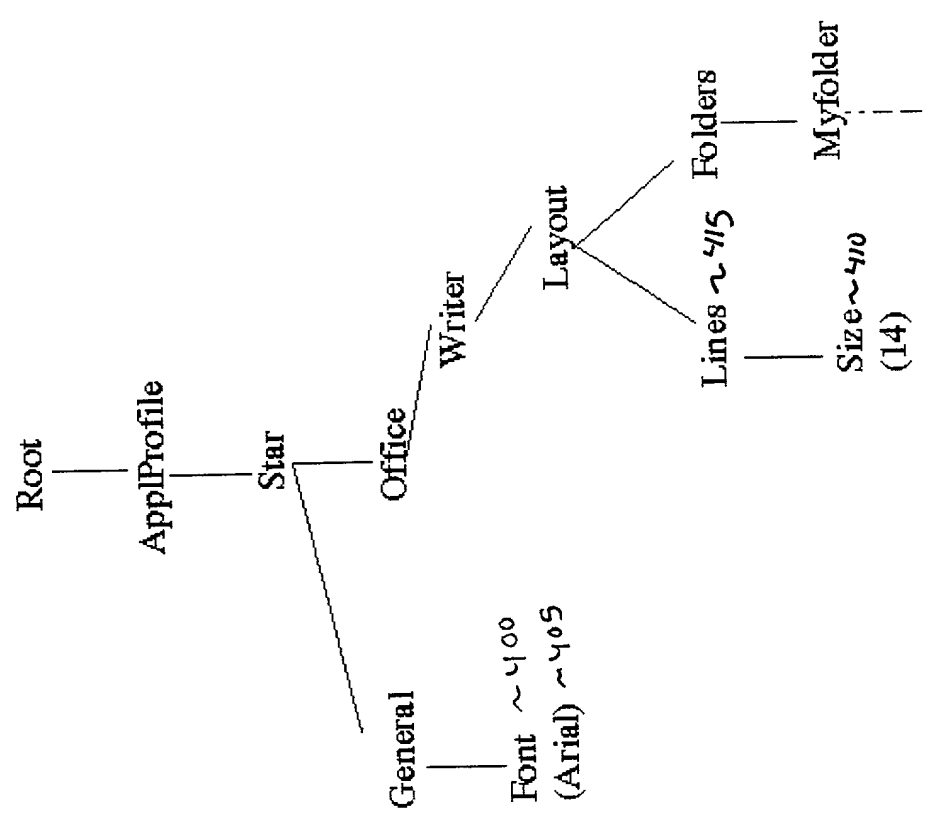 Root
ApplProfile
Star
General
Office
Font ~400
(Arial) ~405
Writer
Layout
Lines ~415
Folders
Size~410
(14)
Myfolder